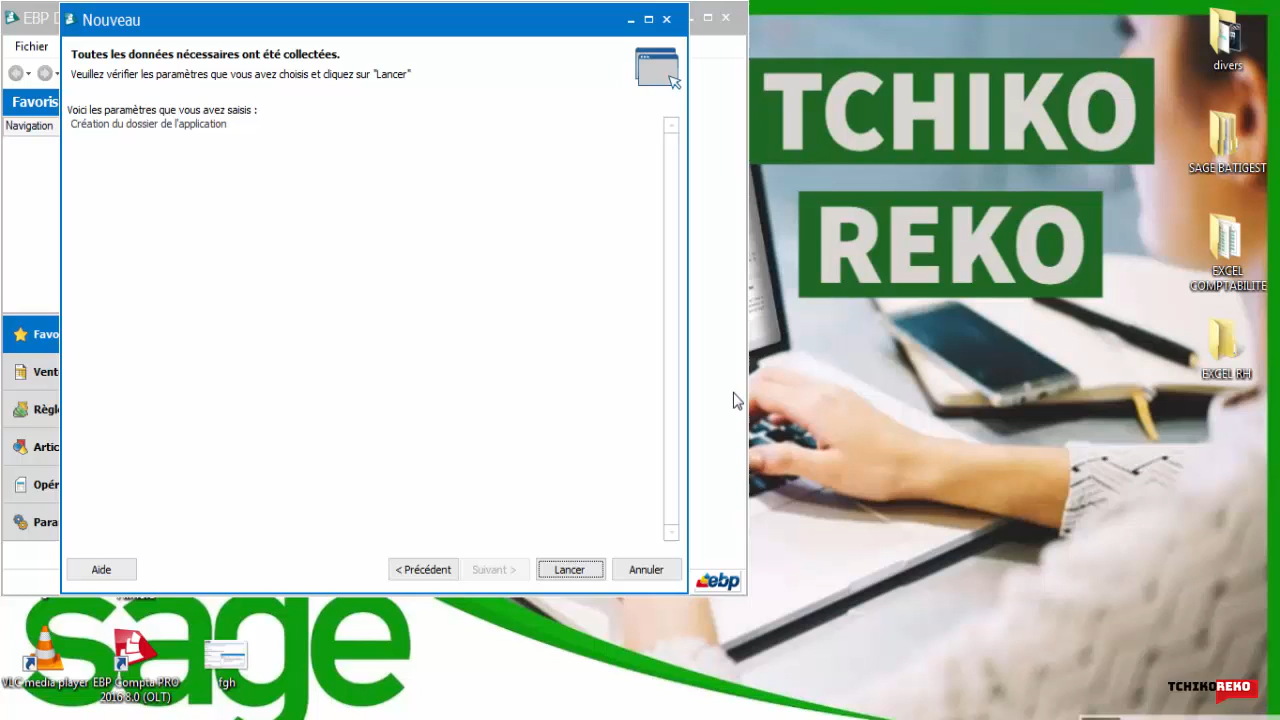 EBP D
Nouveau
Fichier
Toutes les données nécessaires ont été collectées.
Veuillez vérifier les paramètres que vous avez choisis et cliquez sur "Lancer"
Favoris
Navigation
Voici les paramètres que vous avez saisis :
Création du dossier de l'application
Favo
Vent
Règl
Artic
Opér
Para
Aide
< Précédent
Suivant >
Lancer
Annuler
ebp
TCHIKO
REKO
divers
SAGE BATIGEST
EXCEL
COMPTABILITE
EXCEL RH
sage
VLC media player
EBP Compta PRO
2016 8.0 (OLT)
fgh
TCHIKOREKO